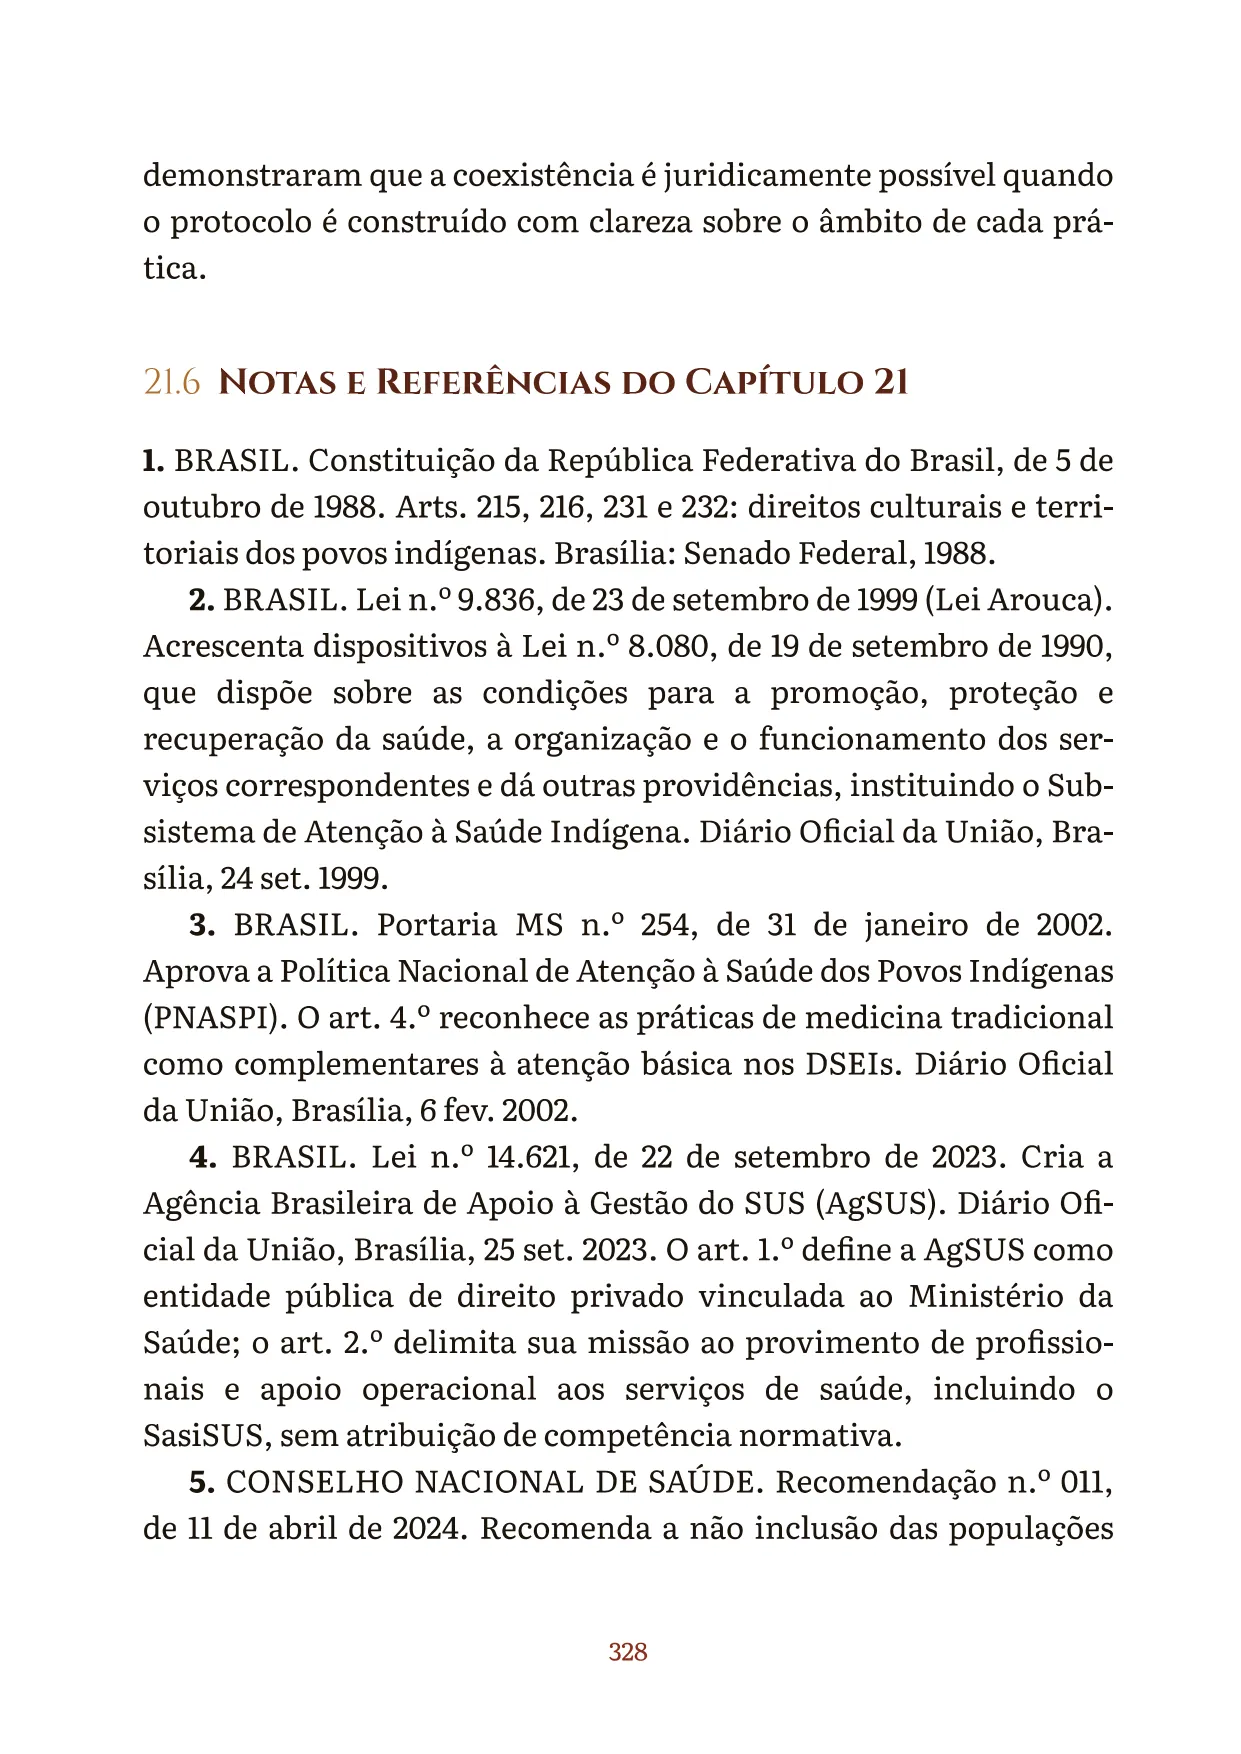 demonstraram que a coexistência é juridicamente possível quando
o protocolo é construído com clareza sobre o âmbito de cada prá-
tica.
21.6 Notas e Referências do Capítulo 21
1. BRASIL. Constituição da República Federativa do Brasil, de 5 de
outubro de 1988. Arts. 215, 216, 231 e 232: direitos culturais e terri-
toriais dos povos indígenas. Brasília: Senado Federal, 1988.
2. BRASIL. Lei n.º 9.836, de 23 de setembro de 1999 (Lei Arouca).
Acrescenta dispositivos à Lei n.º 8.080, de 19 de setembro de 1990,
que dispõe sobre as condições para a promoção, proteção e
recuperação da saúde, a organização e o funcionamento dos ser-
viços correspondentes e dá outras providências, instituindo o Sub-
sistema de Atenção à Saúde Indígena. Diário Oficial da União, Bra-
sília, 24 set. 1999.
3. BRASIL. Portaria MS n.º 254, de 31 de janeiro de 2002.
Aprova a Política Nacional de Atenção à Saúde dos Povos Indígenas
(PNASPI). O art. 4.º reconhece as práticas de medicina tradicional
como complementares à atenção básica nos DSEIs. Diário Oficial
da União, Brasília, 6 fev. 2002.
4. BRASIL. Lei n.º 14.621, de 22 de setembro de 2023. Cria a
Agência Brasileira de Apoio à Gestão do SUS (AgSUS). Diário Ofi-
cial da União, Brasília, 25 set. 2023. O art. 1.º define a AgSUS como
entidade pública de direito privado vinculada ao Ministério da
Saúde; o art. 2.º delimita sua missão ao provimento de profissio-
nais e apoio operacional aos serviços de saúde, incluindo o
SasiSUS, sem atribuição de competência normativa.
5. CONSELHO NACIONAL DE SAÚDE. Recomendação n.º 011,
de 11 de abril de 2024. Recomenda a não inclusão das populações
328